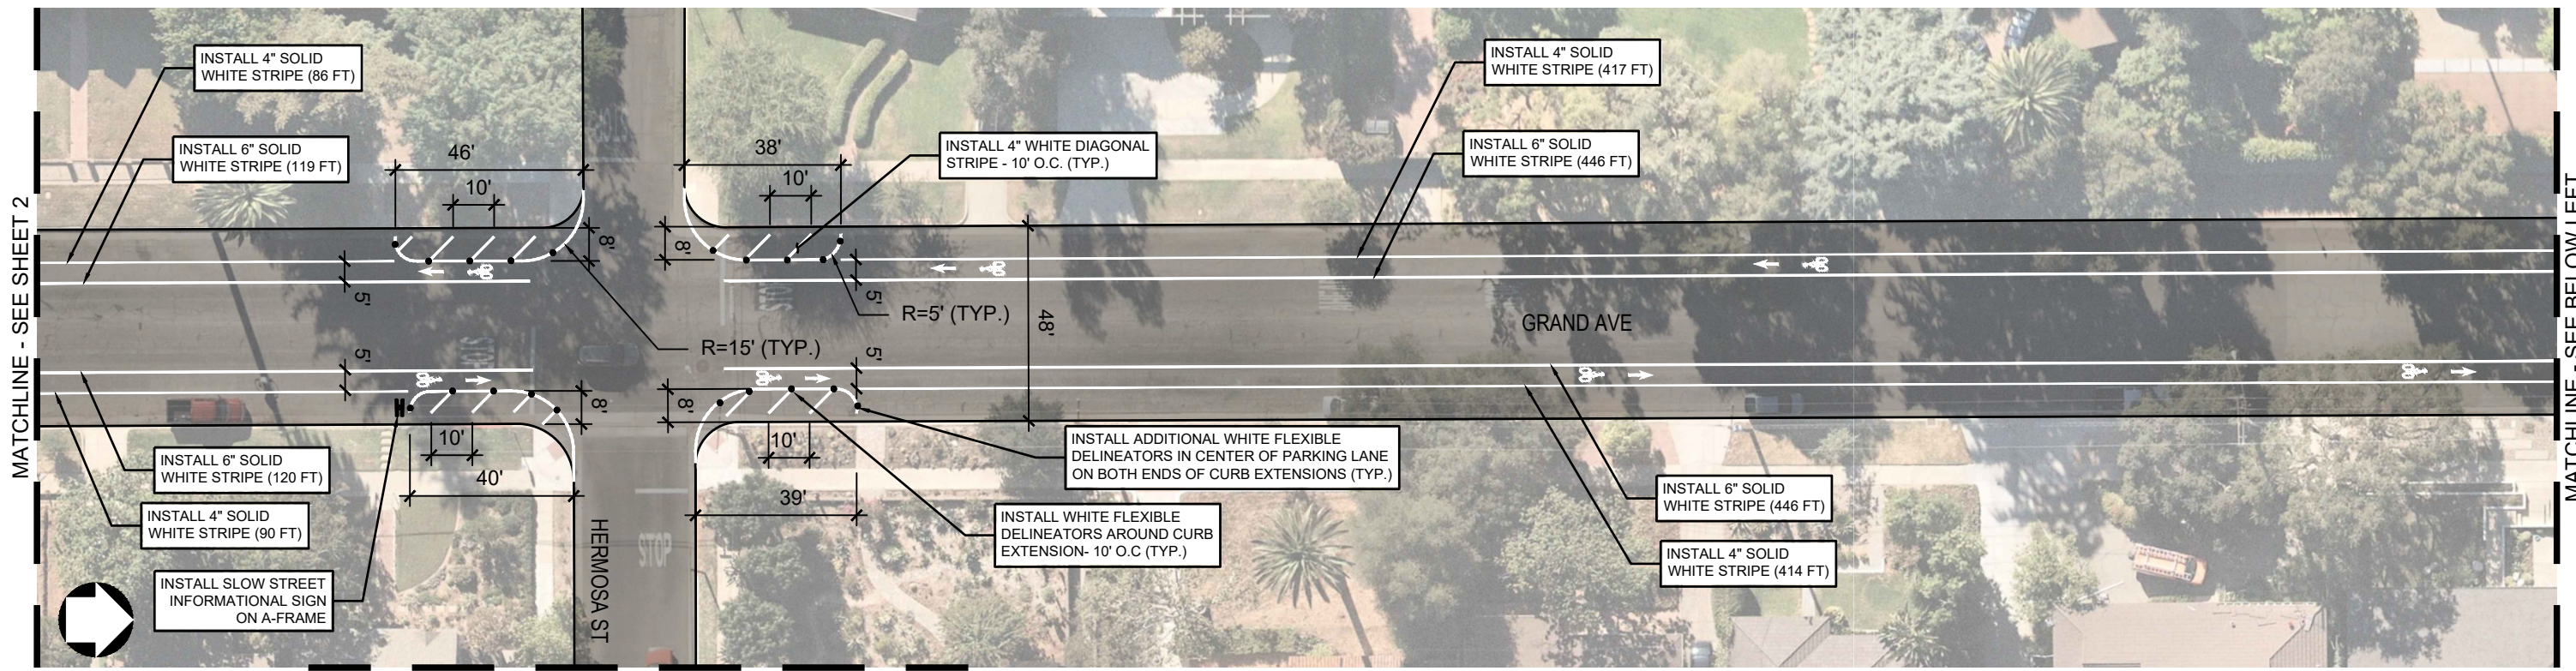 INSTALL 4" SOLID
WHITE STRIPE (86 FT)
INSTALL 6" SOLID
WHITE STRIPE (119 FT)
46'
10'
8'
38'
10'
8'
INSTALL 4" WHITE DIAGONAL
STRIPE - 10' O.C. (TYP.)
INSTALL 4" SOLID
WHITE STRIPE (417 FT)
INSTALL 6" SOLID
WHITE STRIPE (446 FT)
MATCHLINE - SEE SHEET 2
MATCHLINE - SEE BELOW LEFT
5'
5'
R=5' (TYP.)
48'
GRAND AVE
STOP
R=15' (TYP.)
5'
5'
STOP
8'
8'
10'
40'
10'
39'
INSTALL 6" SOLID
WHITE STRIPE (120 FT)
INSTALL 4" SOLID
WHITE STRIPE (90 FT)
INSTALL SLOW STREET
INFORMATIONAL SIGN
ON A-FRAME
HERMOSA ST
STOP
INSTALL ADDITIONAL WHITE FLEXIBLE
DELINEATORS IN CENTER OF PARKING LANE
ON BOTH ENDS OF CURB EXTENSIONS (TYP.)
INSTALL WHITE FLEXIBLE
DELINEATORS AROUND CURB
EXTENSION- 10' O.C (TYP.)
INSTALL 6" SOLID
WHITE STRIPE (446 FT)
INSTALL 4" SOLID
WHITE STRIPE (414 FT)